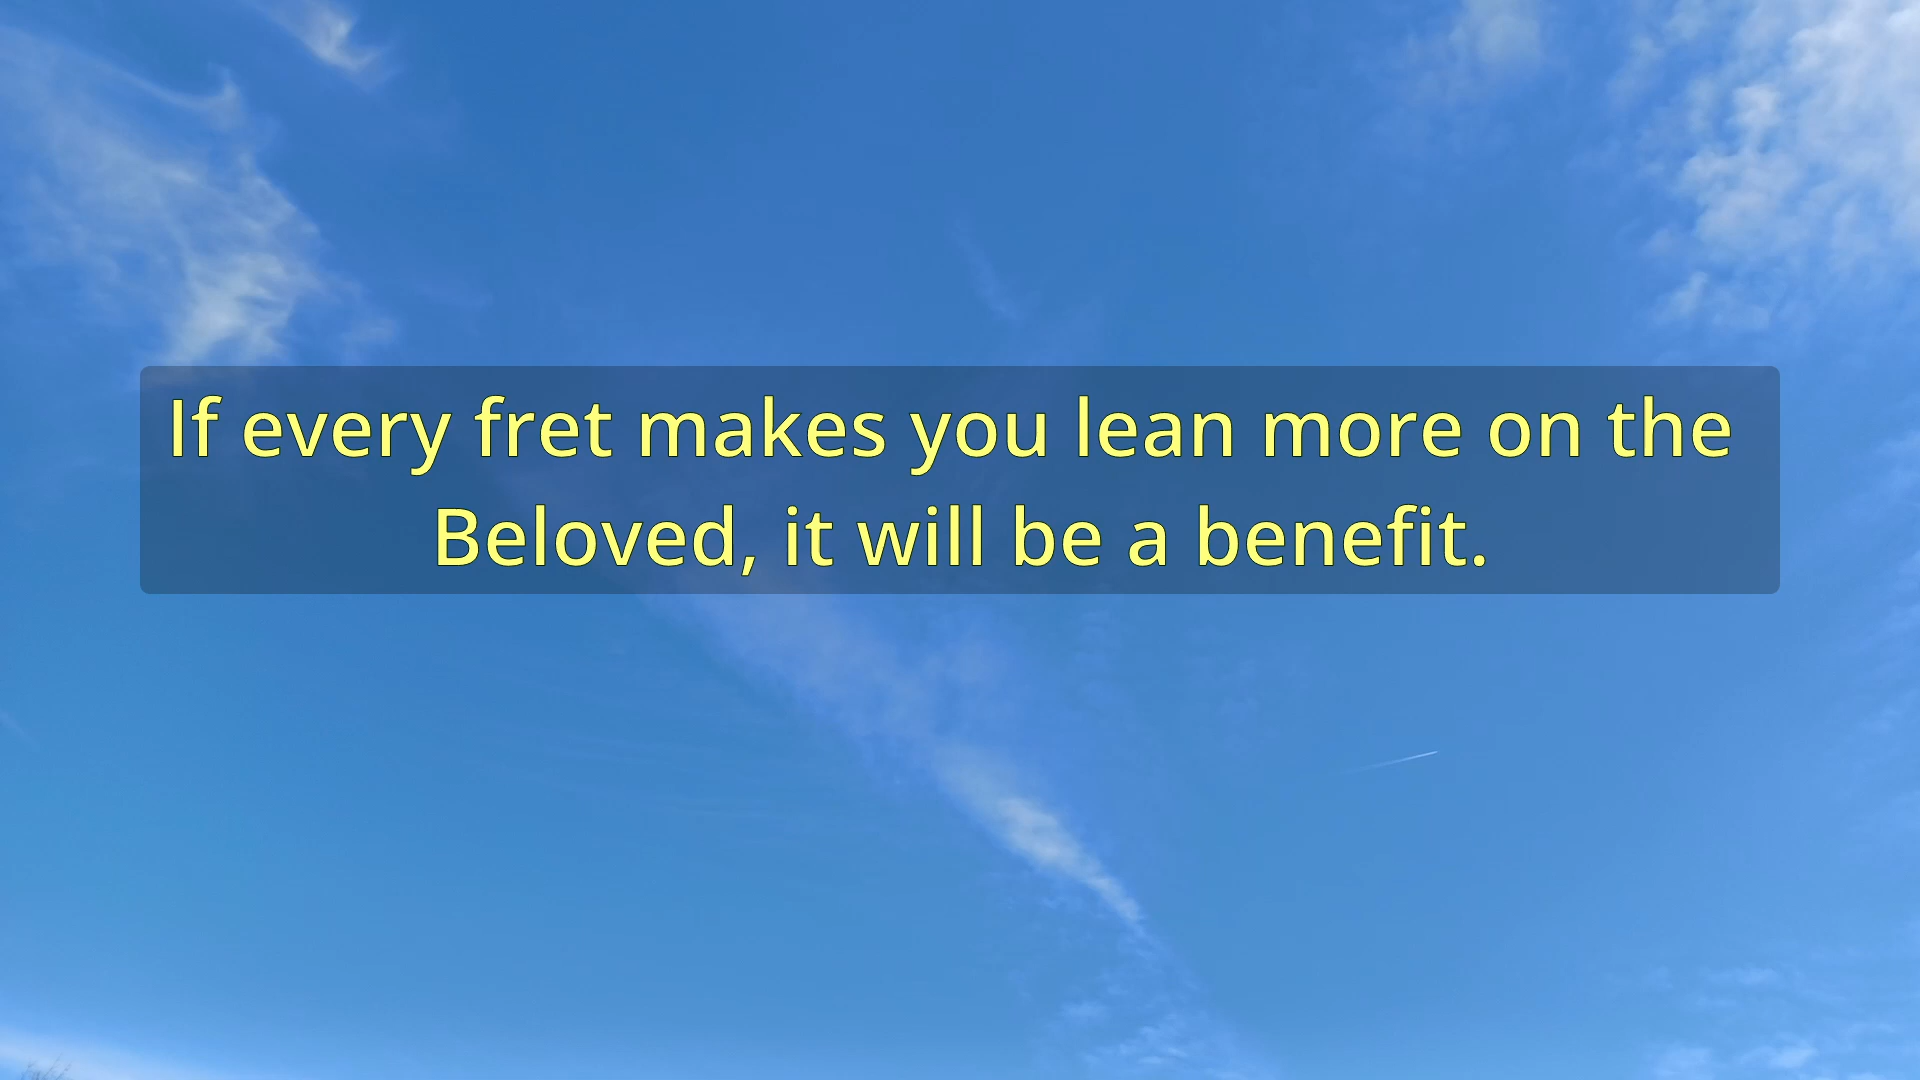 If every fret makes you lean more on the
Beloved, it will be a benefit.